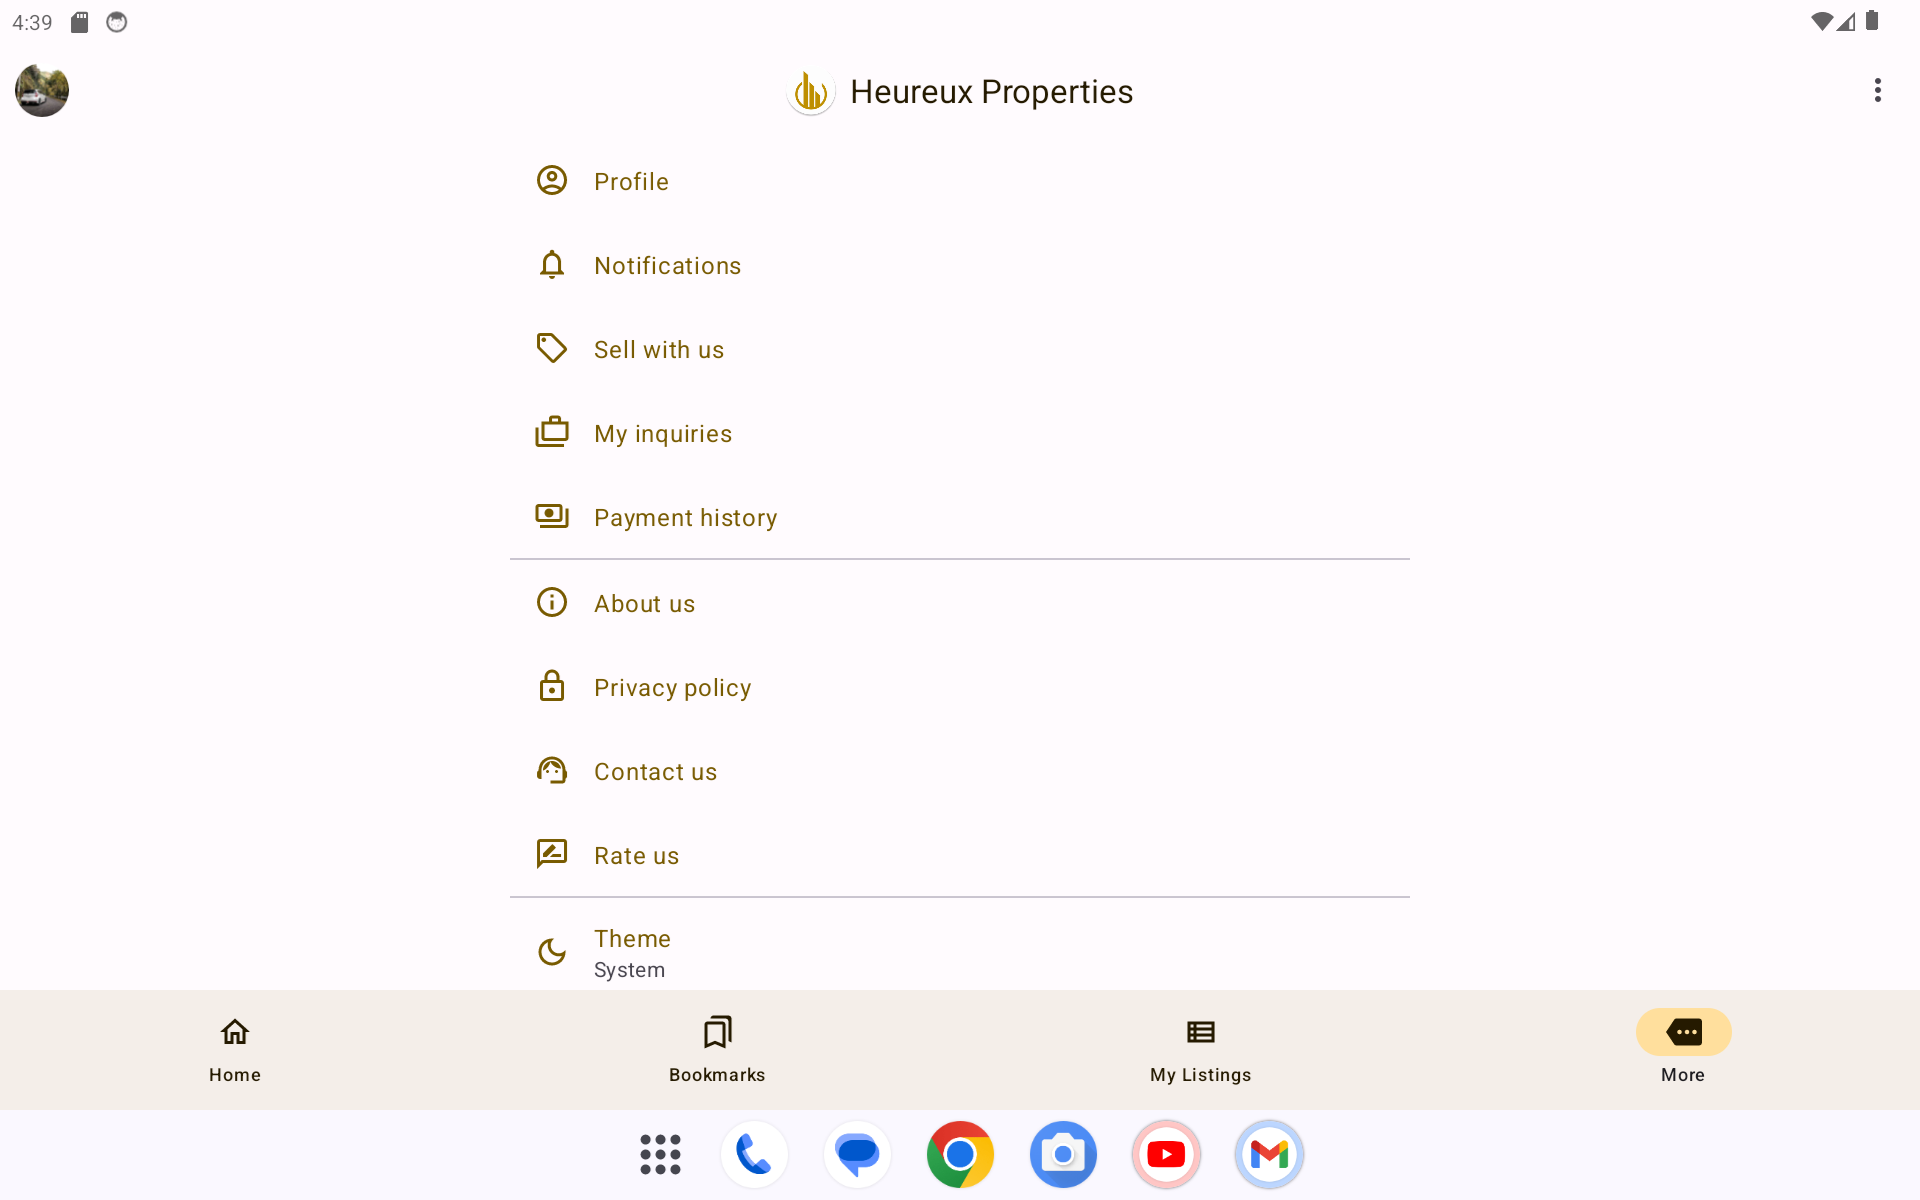 4:39
Heureux Properties
Profile
Notifications
Sell with us
My inquiries
Payment history
About us
Privacy policy
Contact us
Rate us
Theme
System
Home
Bookmarks
My Listings
More